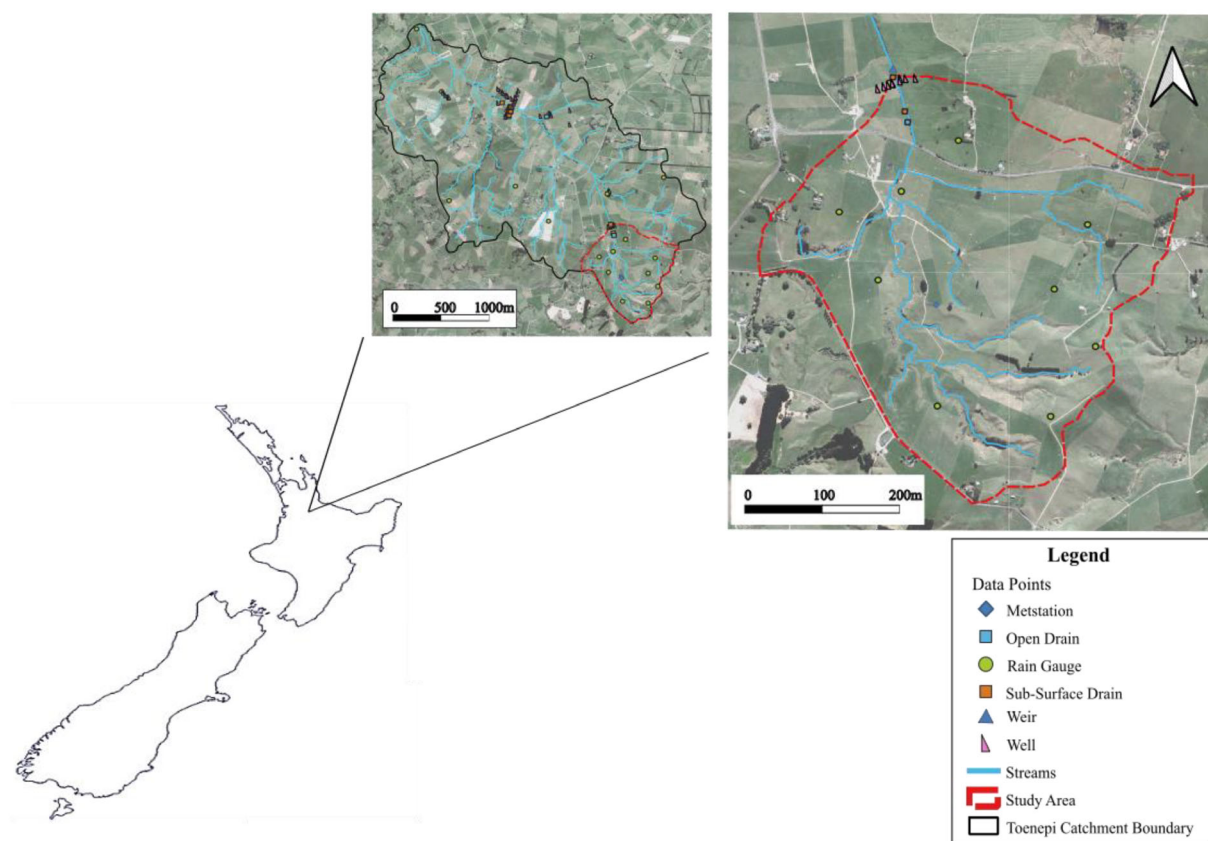 0 500 1000m
0 100 200m
Legend
Data Points
Metstation
Open Drain
Rain Gauge
Sub-Surface Drain
Weir
Well
Streams
Study Area
Toenepi Catchment Boundary